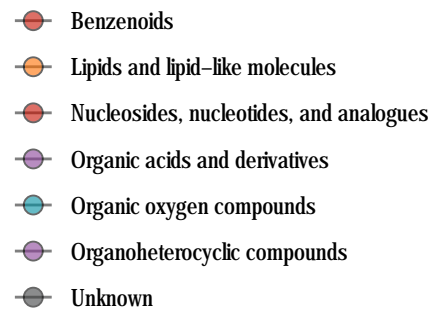 Benzenoids
Lipids and lipid–like molecules
Nucleosides, nucleotides, and analogues
Organic acids and derivatives
Organic oxygen compounds
Organoheterocyclic compounds
Unknown